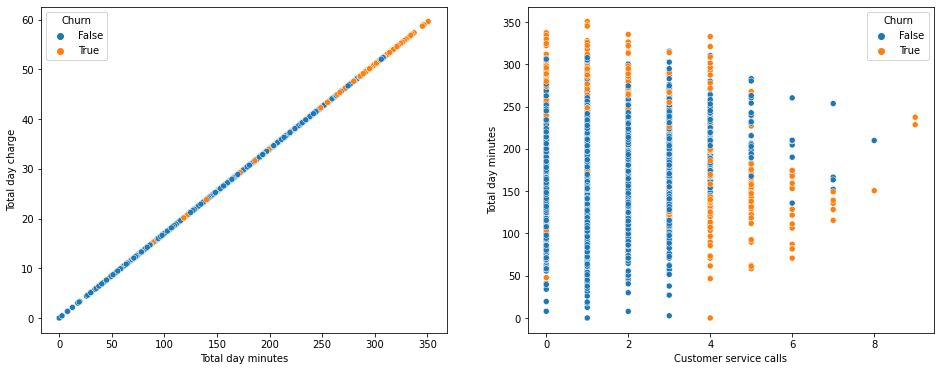 Churn
False
True
60
50
40
30
20
10
0
Total day charge
0 50 100 150 200 250 300 350
Total day minutes
Churn
False
True
350
300
250
200
150
100
50
0
Total day minutes
0 2 4 6 8
Customer service calls